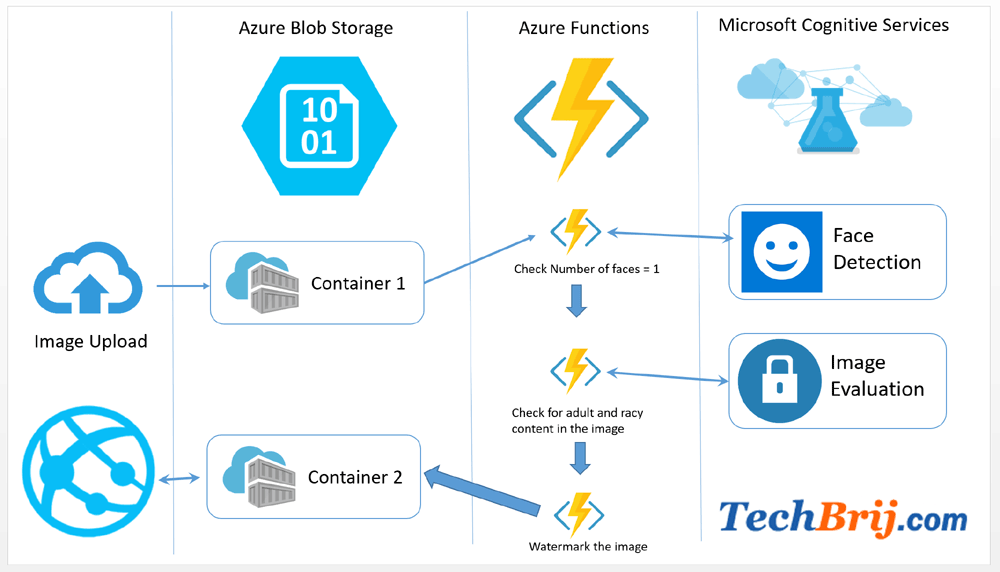 Azure Blob Storage
Azure Functions
Microsoft Cognitive Services
10
01
Image Upload
Container 1
Check Number of faces = 1
Face
Detection
Check for adult and racy
content in the image
Image
Evaluation
Container 2
Watermark the image
TechBrij.com